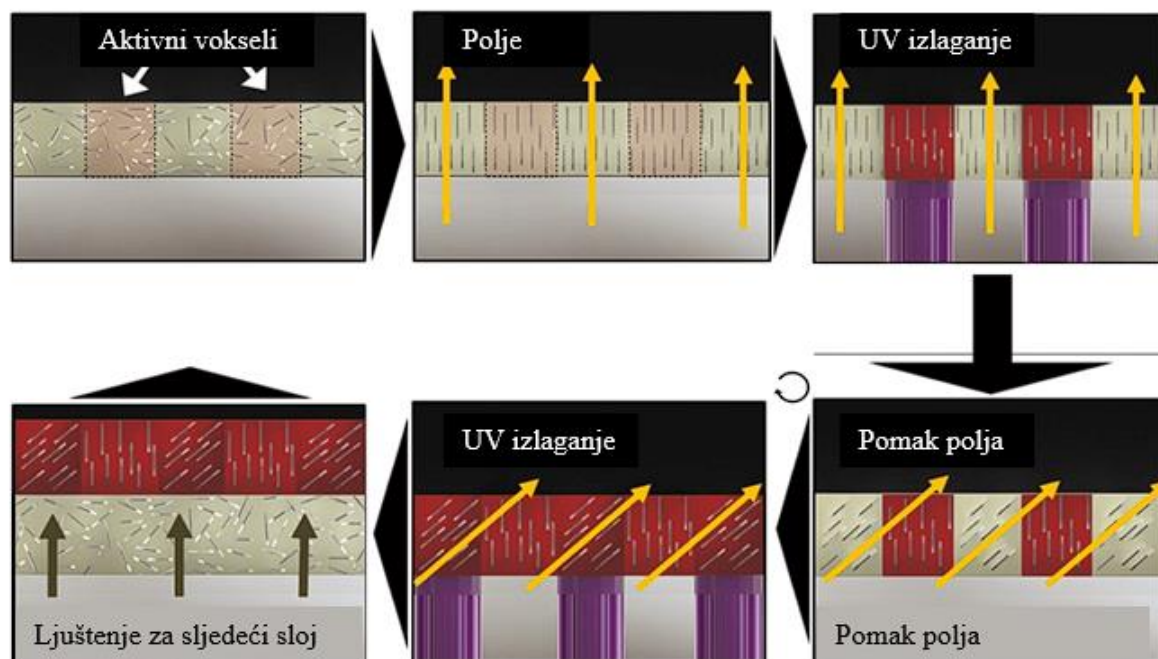 Aktivni vokseli
Polje
UV izlaganje
UV izlaganje
Pomak polja
Ljuštenje za sljedeći sloj
Pomak polja